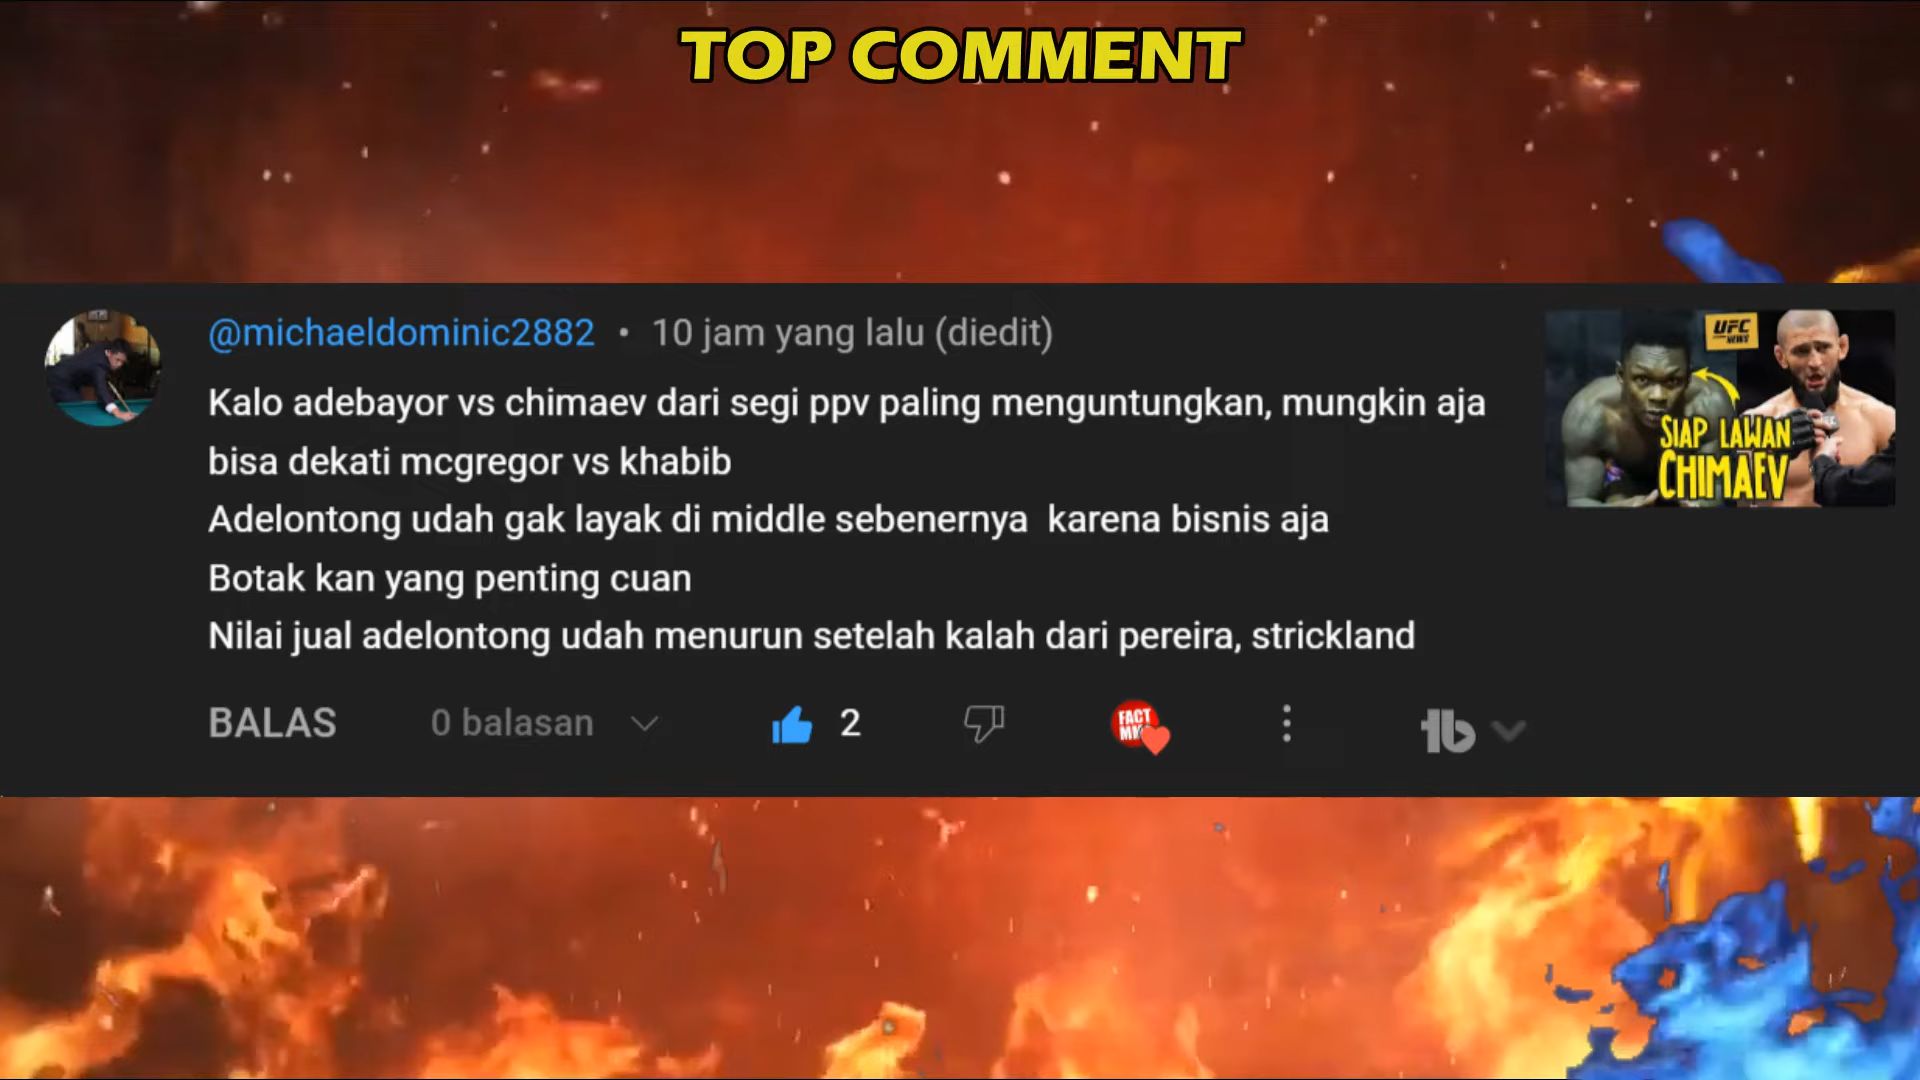 TOP COMMENT
@michaeldominic2882 • 10 jam yang lalu (diedit)
Kalo adebayor vs chimaev dari segi ppv paling menguntungkan, mungkin aja
bisa dekati mcgregor vs khabib
Adelontong udah gak layak di middle sebenernya  karena bisnis aja
Botak kan yang penting cuan
Nilai jual adelontong udah menurun setelah kalah dari pereira, strickland
BALAS 0 balasan 2 FACT tb
UFC
NEWS
SIAP LAWAN
CHIMAEV